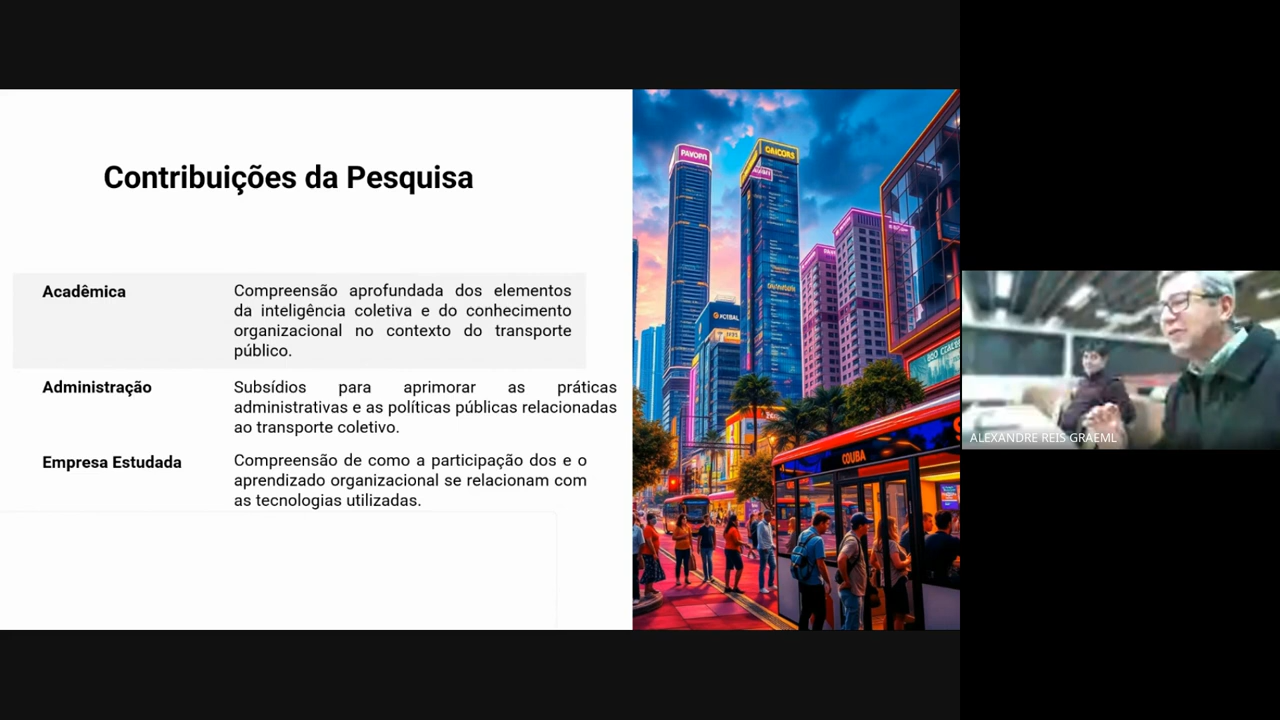 Contribuições da Pesquisa
Acadêmica
Compreensão aprofundada dos elementos
da inteligência coletiva e do conhecimento
organizacional no contexto do transporte
público.
Administração
Subsídios para aprimorar as práticas
administrativas e as políticas públicas relacionadas
ao transporte coletivo.
Empresa Estudada
Compreensão de como a participação dos e o
aprendizado organizacional se relacionam com
as tecnologias utilizadas.
COUBA
ALEXANDRE REIS GRAEML